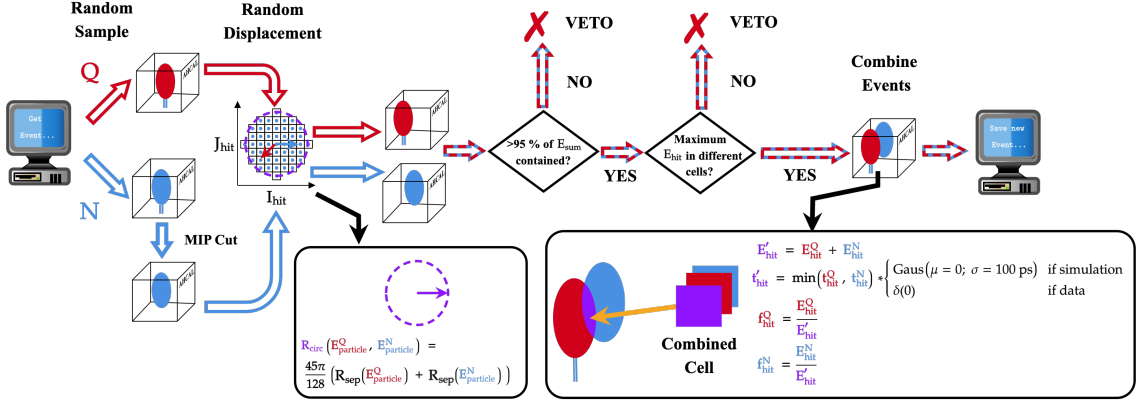 Random
Sample
Random
Displacement
VETO
VETO
NO
NO
Combine
Events
Q
N
AHCAL
AHCAL
AHCAL
AHCAL
AHCAL
AHCAL
Get
Event...
J_hit
I_hit
MIP Cut
>95 % of E_sum
contained?
YES
Maximum
E_hit in different
cells?
YES
Save new
Event...
R_circ(E^Q_particle, E^N_particle) =
45π/128 (R_sep(E^Q_particle) + R_sep(E^N_particle))
Combined
Cell
E'_hit = E^Q_hit + E^N_hit
t'_hit = min(t^Q_hit, t^N_hit) * { Gaus(μ = 0; σ = 100 ps) if simulation
δ(0) if data
f^Q_hit = E^Q_hit / E'_hit
f^N_hit = E^N_hit / E'_hit